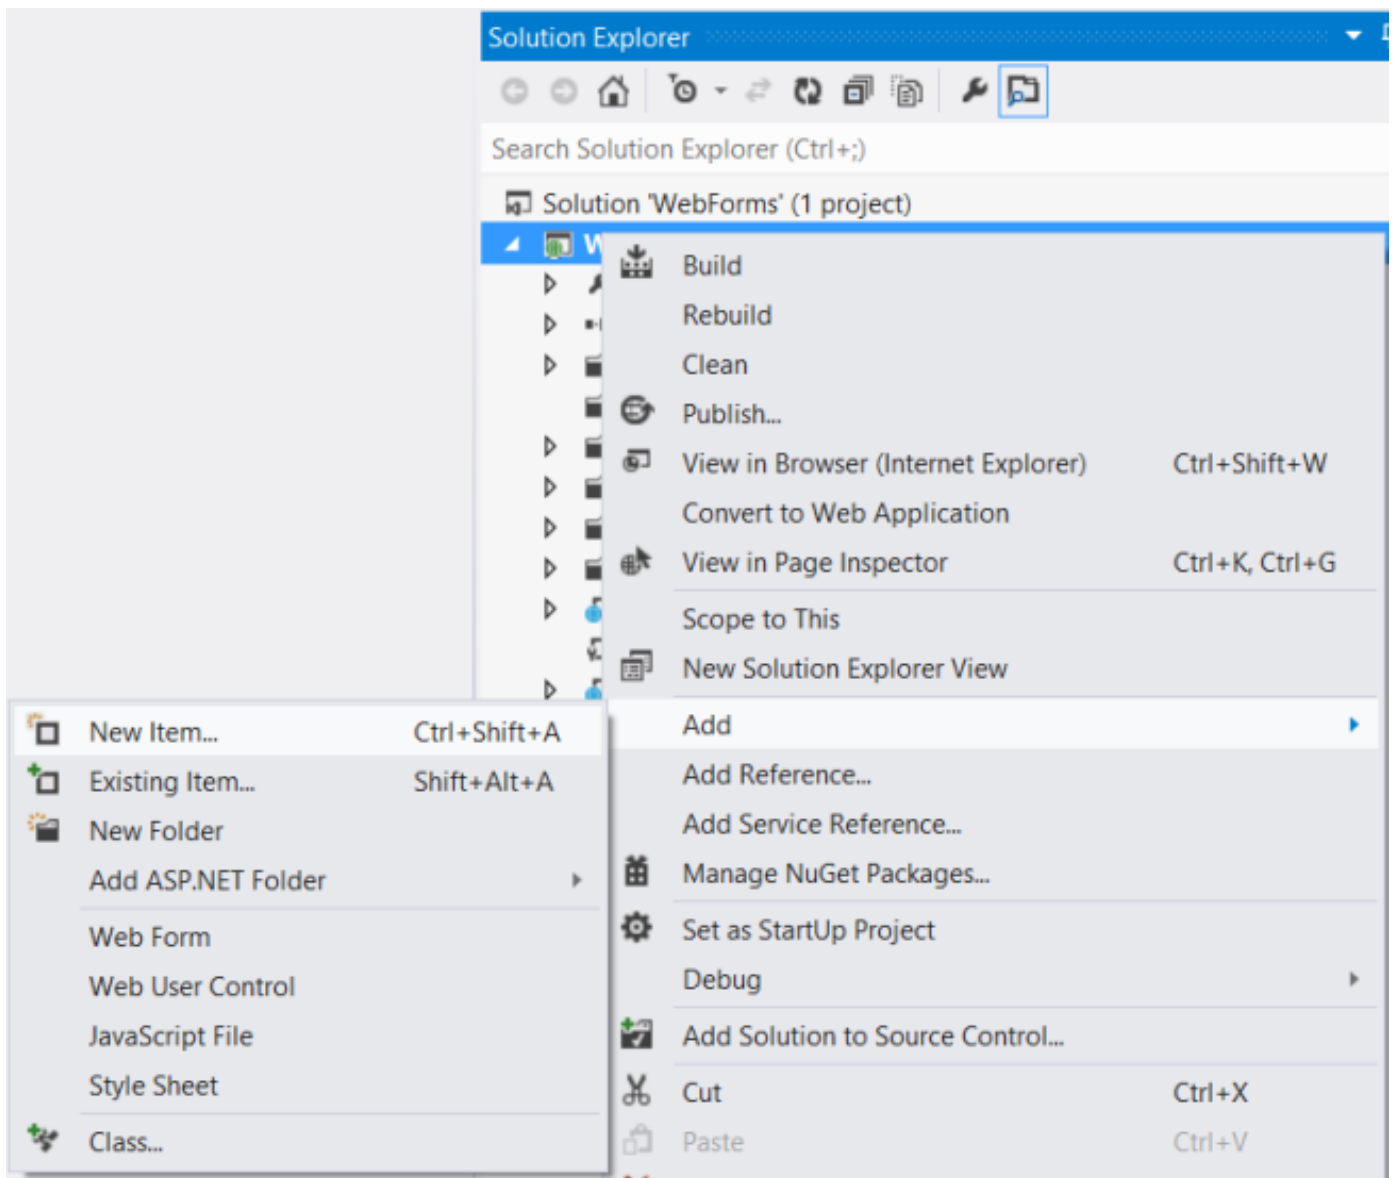 Solution Explorer
Search Solution Explorer (Ctrl+;)
Solution 'WebForms' (1 project)
W
Build
Rebuild
Clean
Publish...
View in Browser (Internet Explorer) Ctrl+Shift+W
Convert to Web Application
View in Page Inspector Ctrl+K, Ctrl+G
Scope to This
New Solution Explorer View
Add
Add Reference...
Add Service Reference...
Manage NuGet Packages...
Set as StartUp Project
Debug
Add Solution to Source Control...
Cut Ctrl+X
Paste Ctrl+V
New Item... Ctrl+Shift+A
Existing Item... Shift+Alt+A
New Folder
Add ASP.NET Folder
Web Form
Web User Control
JavaScript File
Style Sheet
Class...